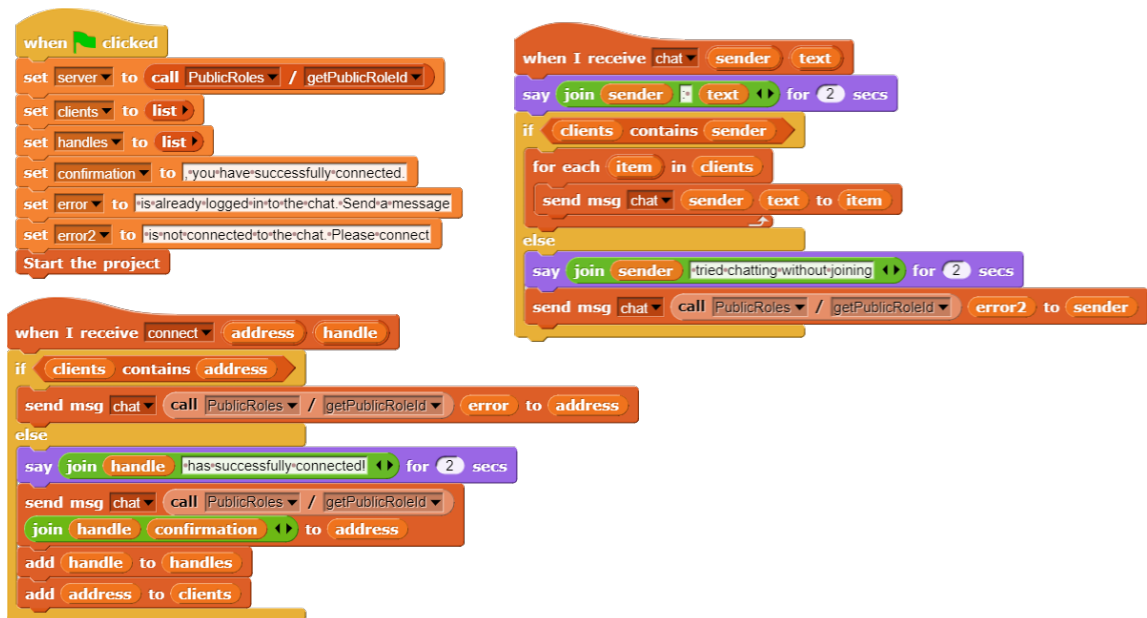 when clicked
set server to call PublicRoles / getPublicRoleId
set clients to list
set handles to list
set confirmation to , you have successfully connected.
set error to is already logged in to the chat. Send a message
set error2 to is not connected to the chat. Please connect
Start the project
when I receive connect address handle
if clients contains address
send msg chat call PublicRoles / getPublicRoleId error to address
else
say join handle has successfully connected! for 2 secs
send msg chat call PublicRoles / getPublicRoleId
join handle confirmation to address
add handle to handles
add address to clients
when I receive chat sender text
say join sender : text for 2 secs
if clients contains sender
for each item in clients
send msg chat sender text to item
else
say join sender tried chatting without joining for 2 secs
send msg chat call PublicRoles / getPublicRoleId error2 to sender